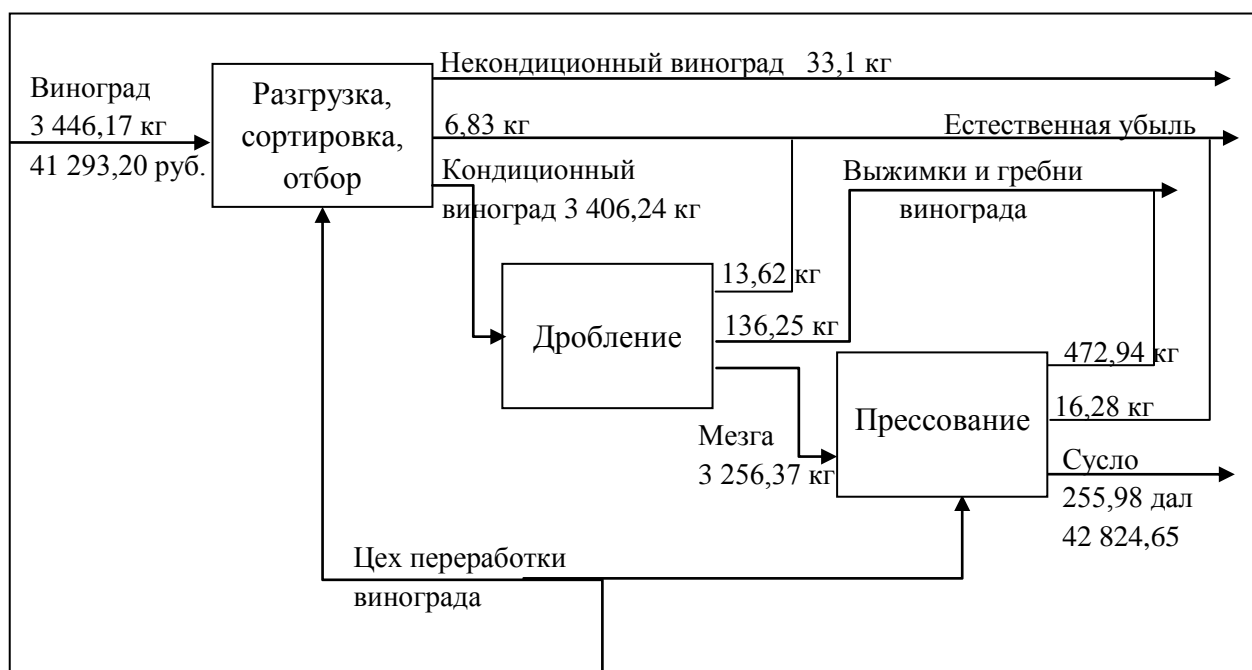 Некондиционный виноград 33,1 кг
Виноград
3 446,17 кг
41 293,20 руб.
Разгрузка,
сортировка,
отбор
6,83 кг
Естественная убыль
Кондиционный
виноград 3 406,24 кг
Выжимки и гребни
винограда
Дробление
13,62 кг
136,25 кг
Мезга
3 256,37 кг
Прессование
472,94 кг
16,28 кг
Сусло
255,98 дал
42 824,65
Цех переработки
винограда